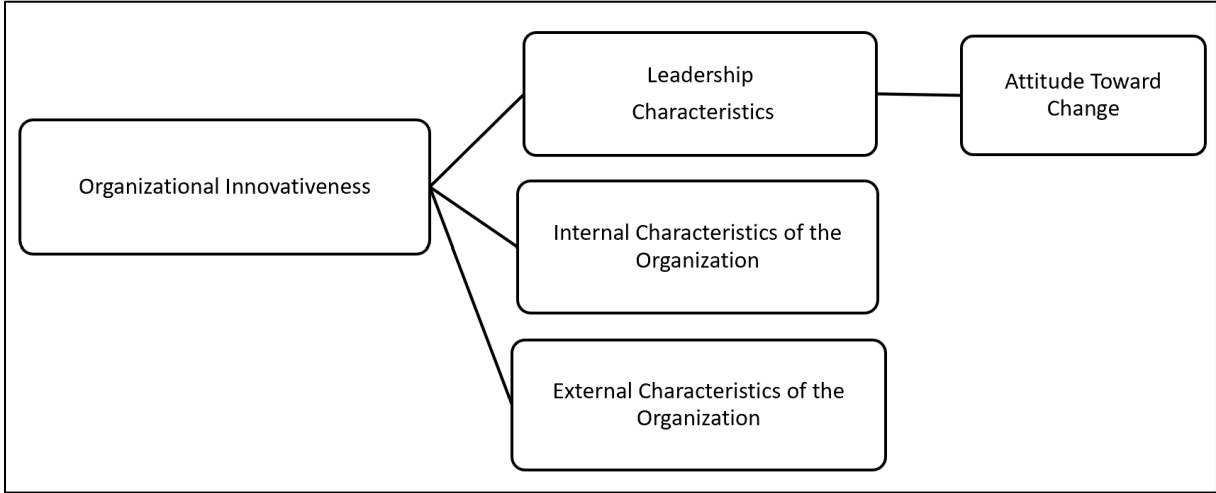 Organizational Innovativeness
Leadership
Characteristics
Attitude Toward
Change
Internal Characteristics of the
Organization
External Characteristics of the
Organization